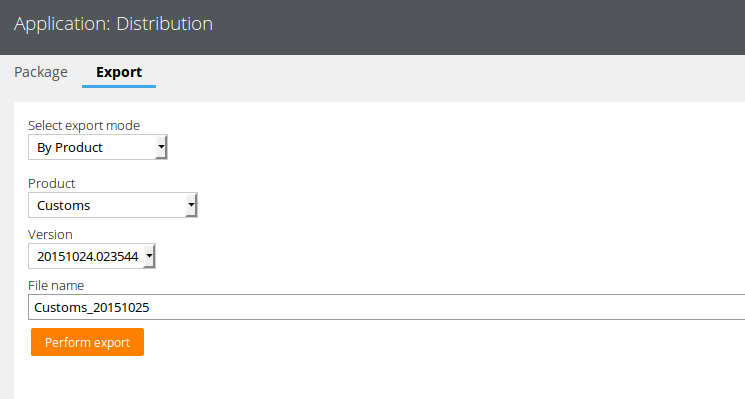 Application: Distribution
Package Export
Select export mode
By Product
Product
Customs
Version
20151024.023544
File name
Customs_20151025
Perform export